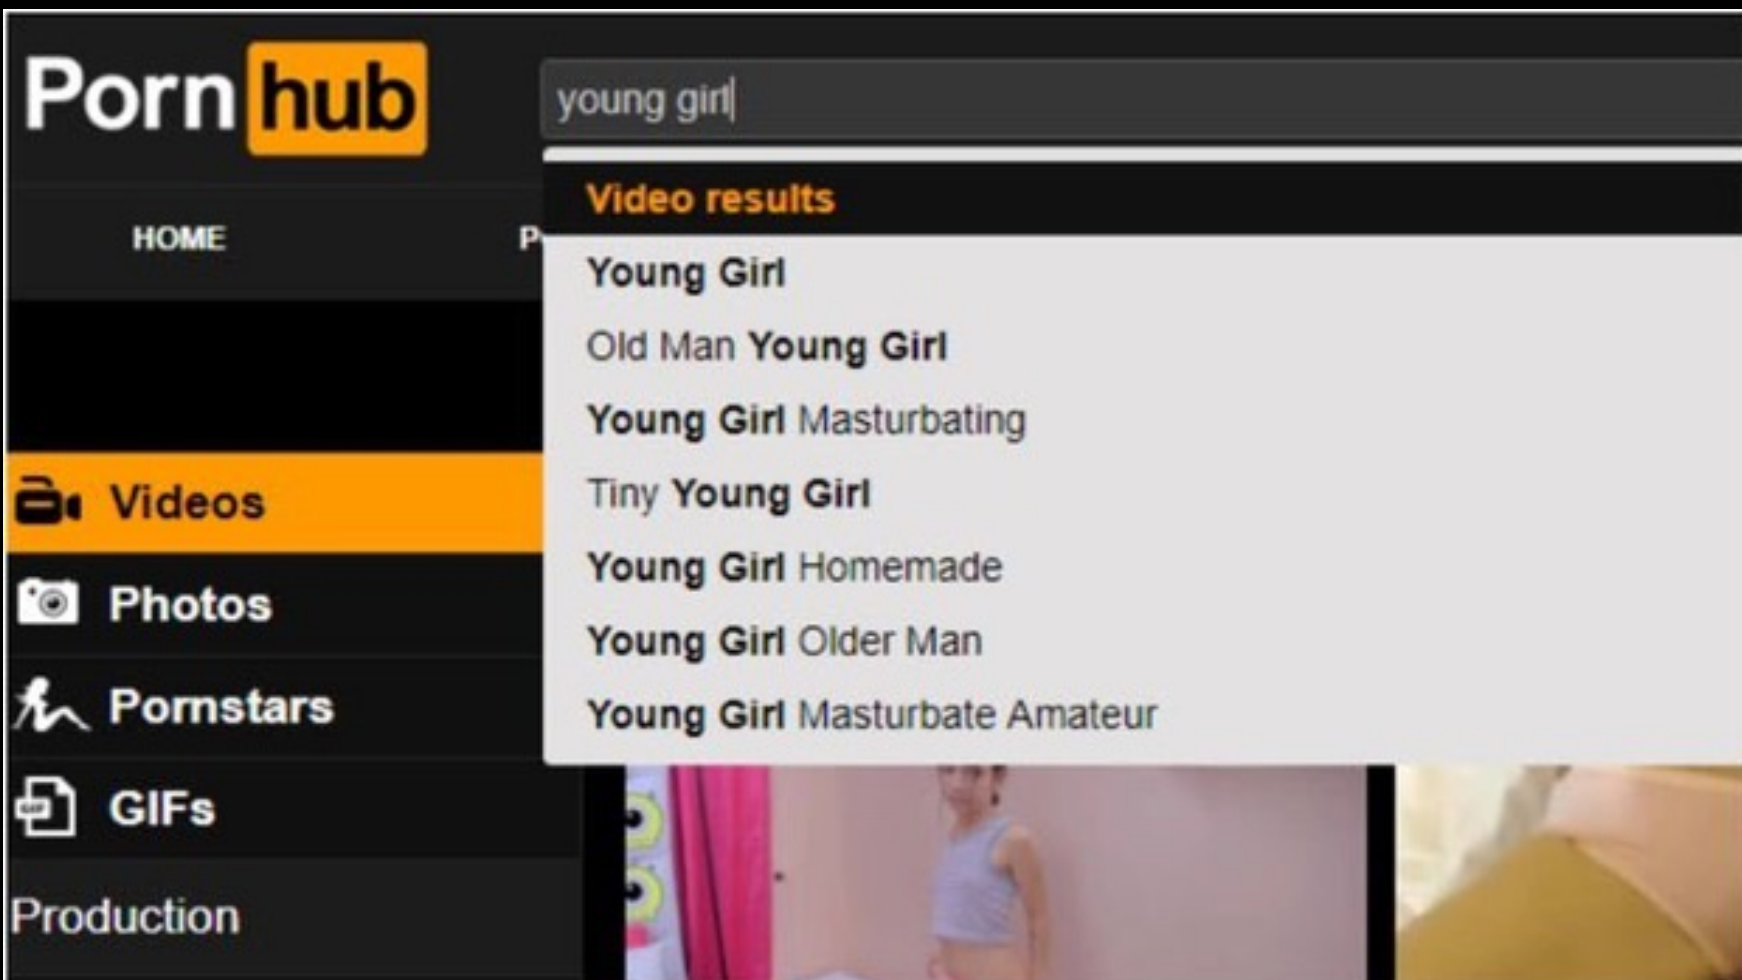 Porn hub
young girl
Video results
HOME
Young Girl
Old Man Young Girl
Young Girl Masturbating
Tiny Young Girl
Young Girl Homemade
Young Girl Older Man
Young Girl Masturbate Amateur
Videos
Photos
Pornstars
GIFs
Production